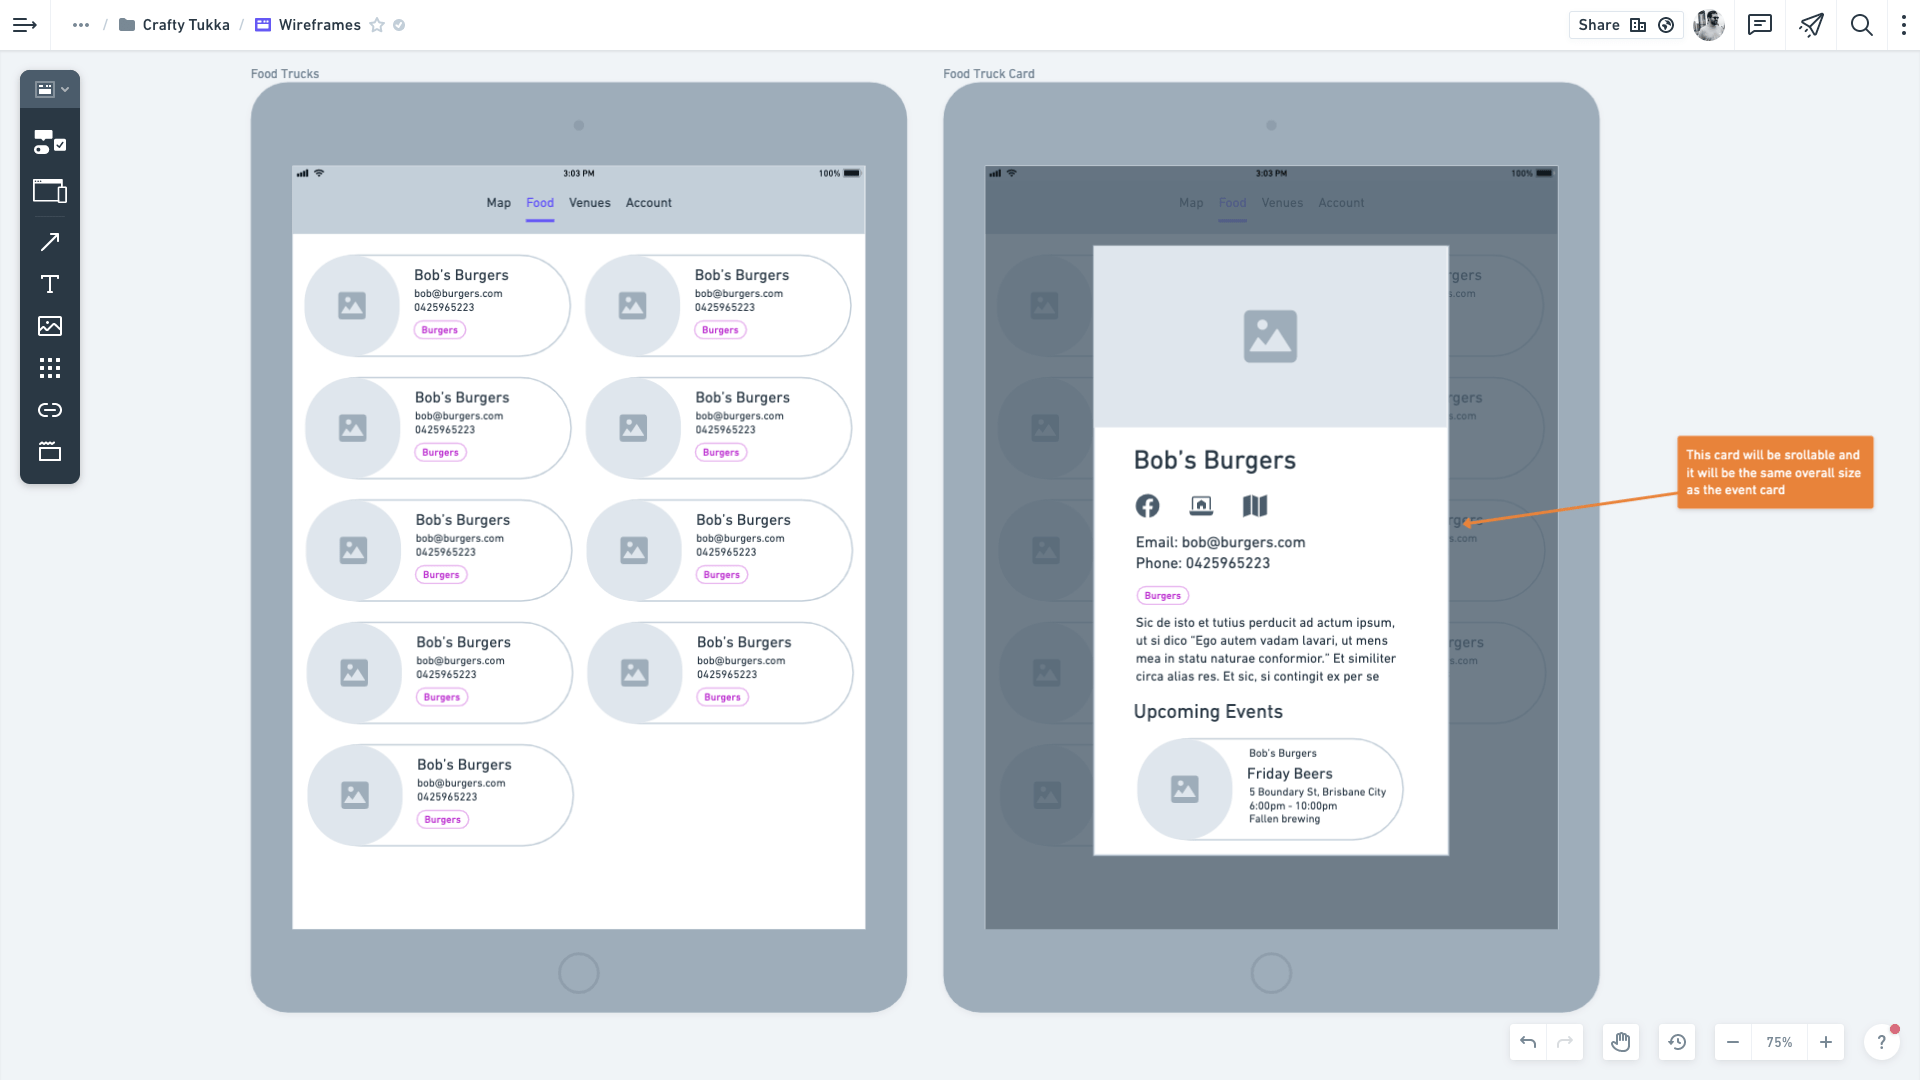 ... / Crafty Tukka / Wireframes
Share
Food Trucks
3:03 PM
100%
Map Food Venues Account
Bob's Burgers
bob@burgers.com
0425965223
Burgers
Bob's Burgers
bob@burgers.com
0425965223
Burgers
Bob's Burgers
bob@burgers.com
0425965223
Burgers
Bob's Burgers
bob@burgers.com
0425965223
Burgers
Bob's Burgers
bob@burgers.com
0425965223
Burgers
Bob's Burgers
bob@burgers.com
0425965223
Burgers
Bob's Burgers
bob@burgers.com
0425965223
Burgers
Bob's Burgers
bob@burgers.com
0425965223
Burgers
Bob's Burgers
bob@burgers.com
0425965223
Burgers
Food Truck Card
3:03 PM
100%
Map Food Venues Account
rgers
s.com
rgers
s.com
rgers
s.com
rgers
s.com
Bob's Burgers
Email: bob@burgers.com
Phone: 0425965223
Burgers
Sic de isto et tutius perducit ad actum ipsum,
ut si dico "Ego autem vadam lavari, ut mens
mea in statu naturae conformior." Et similiter
circa alias res. Et sic, si contingit ex per se
Upcoming Events
Bob's Burgers
Friday Beers
5 Boundary St, Brisbane City
6:00pm - 10:00pm
Fallen brewing
This card will be srollable and
it will be the same overall size
as the event card
75%
?